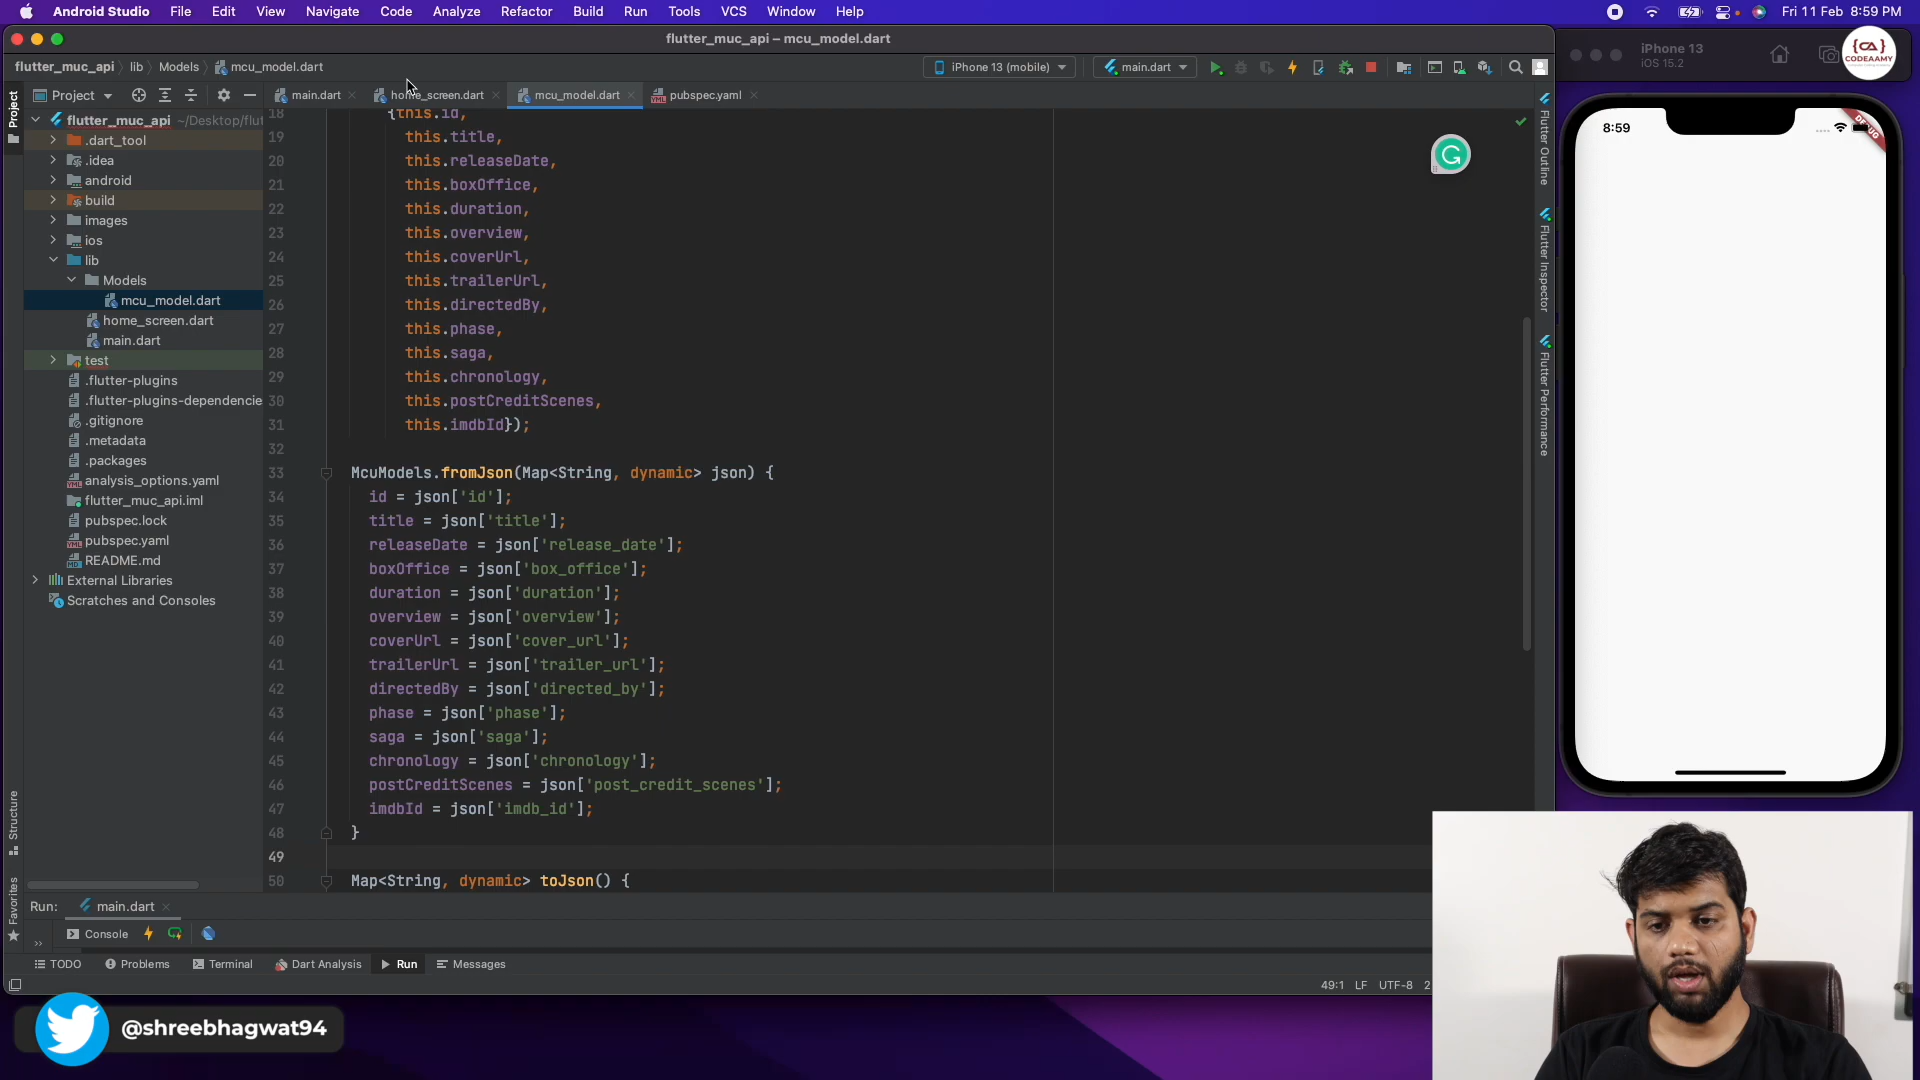 Android Studio File Edit View Navigate Code Analyze Refactor Build Run Tools VCS Window Help Fri 11 Feb 8:59 PM
flutter_muc_api – mcu_model.dart
iPhone 13
iOS 15.2
{CA}
CODEAAMY
flutter_muc_api lib Models mcu_model.dart iPhone 13 (mobile) main.dart
Project main.dart home_screen.dart mcu_model.dart pubspec.yaml
Project
flutter_muc_api ~/Desktop/flut
.dart_tool
.idea
android
build
images
ios
lib
Models
mcu_model.dart
home_screen.dart
main.dart
test
.flutter-plugins
.flutter-plugins-dependencie
.gitignore
.metadata
.packages
analysis_options.yaml
flutter_muc_api.iml
pubspec.lock
pubspec.yaml
README.md
External Libraries
Scratches and Consoles
Structure
Favorites
18 {this.id,
19 this.title,
20 this.releaseDate,
21 this.boxOffice,
22 this.duration,
23 this.overview,
24 this.coverUrl,
25 this.trailerUrl,
26 this.directedBy,
27 this.phase,
28 this.saga,
29 this.chronology,
30 this.postCreditScenes,
31 this.imdbId});
32
33 McuModels.fromJson(Map<String, dynamic> json) {
34 id = json['id'];
35 title = json['title'];
36 releaseDate = json['release_date'];
37 boxOffice = json['box_office'];
38 duration = json['duration'];
39 overview = json['overview'];
40 coverUrl = json['cover_url'];
41 trailerUrl = json['trailer_url'];
42 directedBy = json['directed_by'];
43 phase = json['phase'];
44 saga = json['saga'];
45 chronology = json['chronology'];
46 postCreditScenes = json['post_credit_scenes'];
47 imdbId = json['imdb_id'];
48 }
49
50 Map<String, dynamic> toJson() {
Flutter Outline
Flutter Inspector
Flutter Performance
8:59
DEBUG
Run: main.dart
Console
TODO Problems Terminal Dart Analysis Run Messages
49:1 LF UTF-8 2
@shreebhagwat94